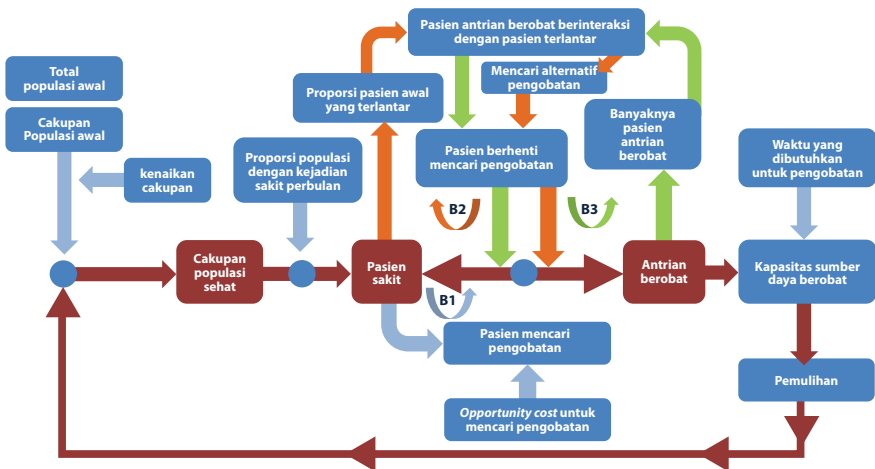 Pasien antrian berobat berinteraksi
dengan pasien terlantar
Total
populasi awal
Mencari alternatif
pengobatan
Proporsi pasien awal
yang terlantar
Cakupan
Populasi awal
Banyaknya
pasien
antrian
berobat
Pasien berhenti
mencari pengobatan
Waktu yang
dibutuhkan
untuk pengobatan
kenaikan
cakupan
Proporsi populasi
dengan kejadian
sakit perbulan
B2
B3
Cakupan
populasi
sehat
Pasien
sakit
Antrian
berobat
Kapasitas sumber
daya berobat
B1
Pasien mencari
pengobatan
Pemulihan
Opportunity cost untuk
mencari pengobatan